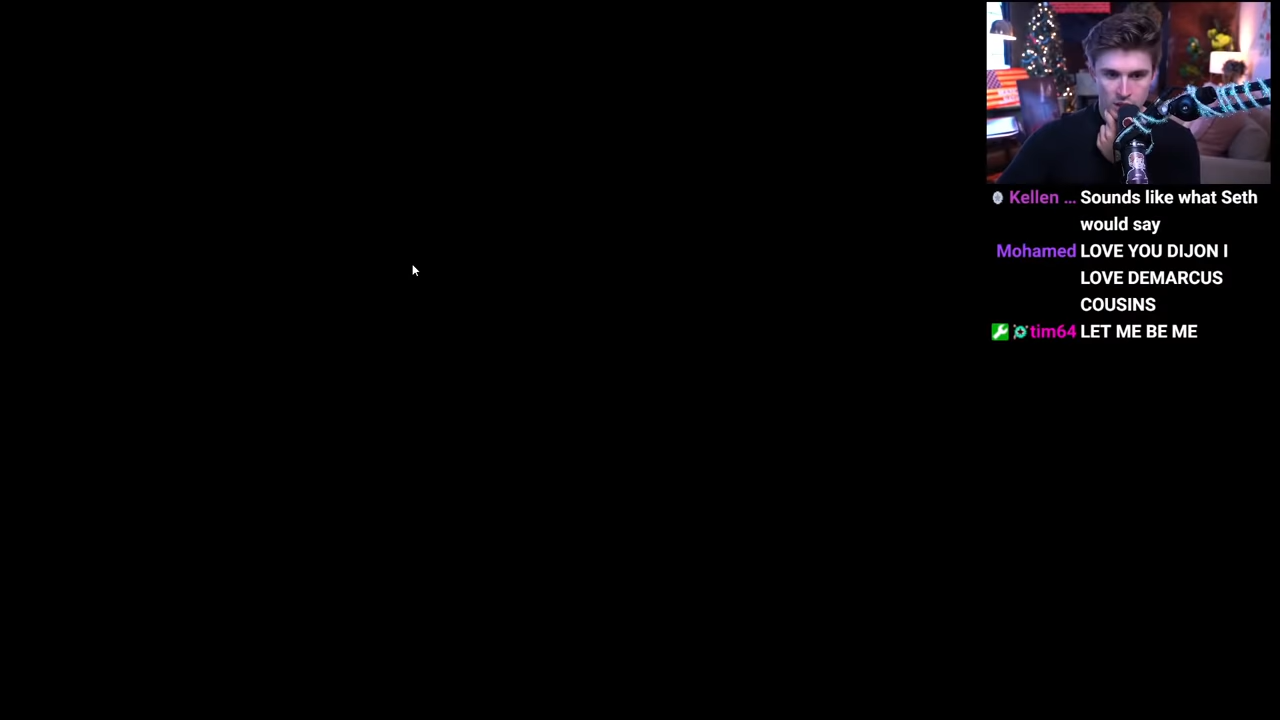 Kellen ... Sounds like what Seth
would say
Mohamed LOVE YOU DIJON I
LOVE DEMARCUS
COUSINS
tim64 LET ME BE ME